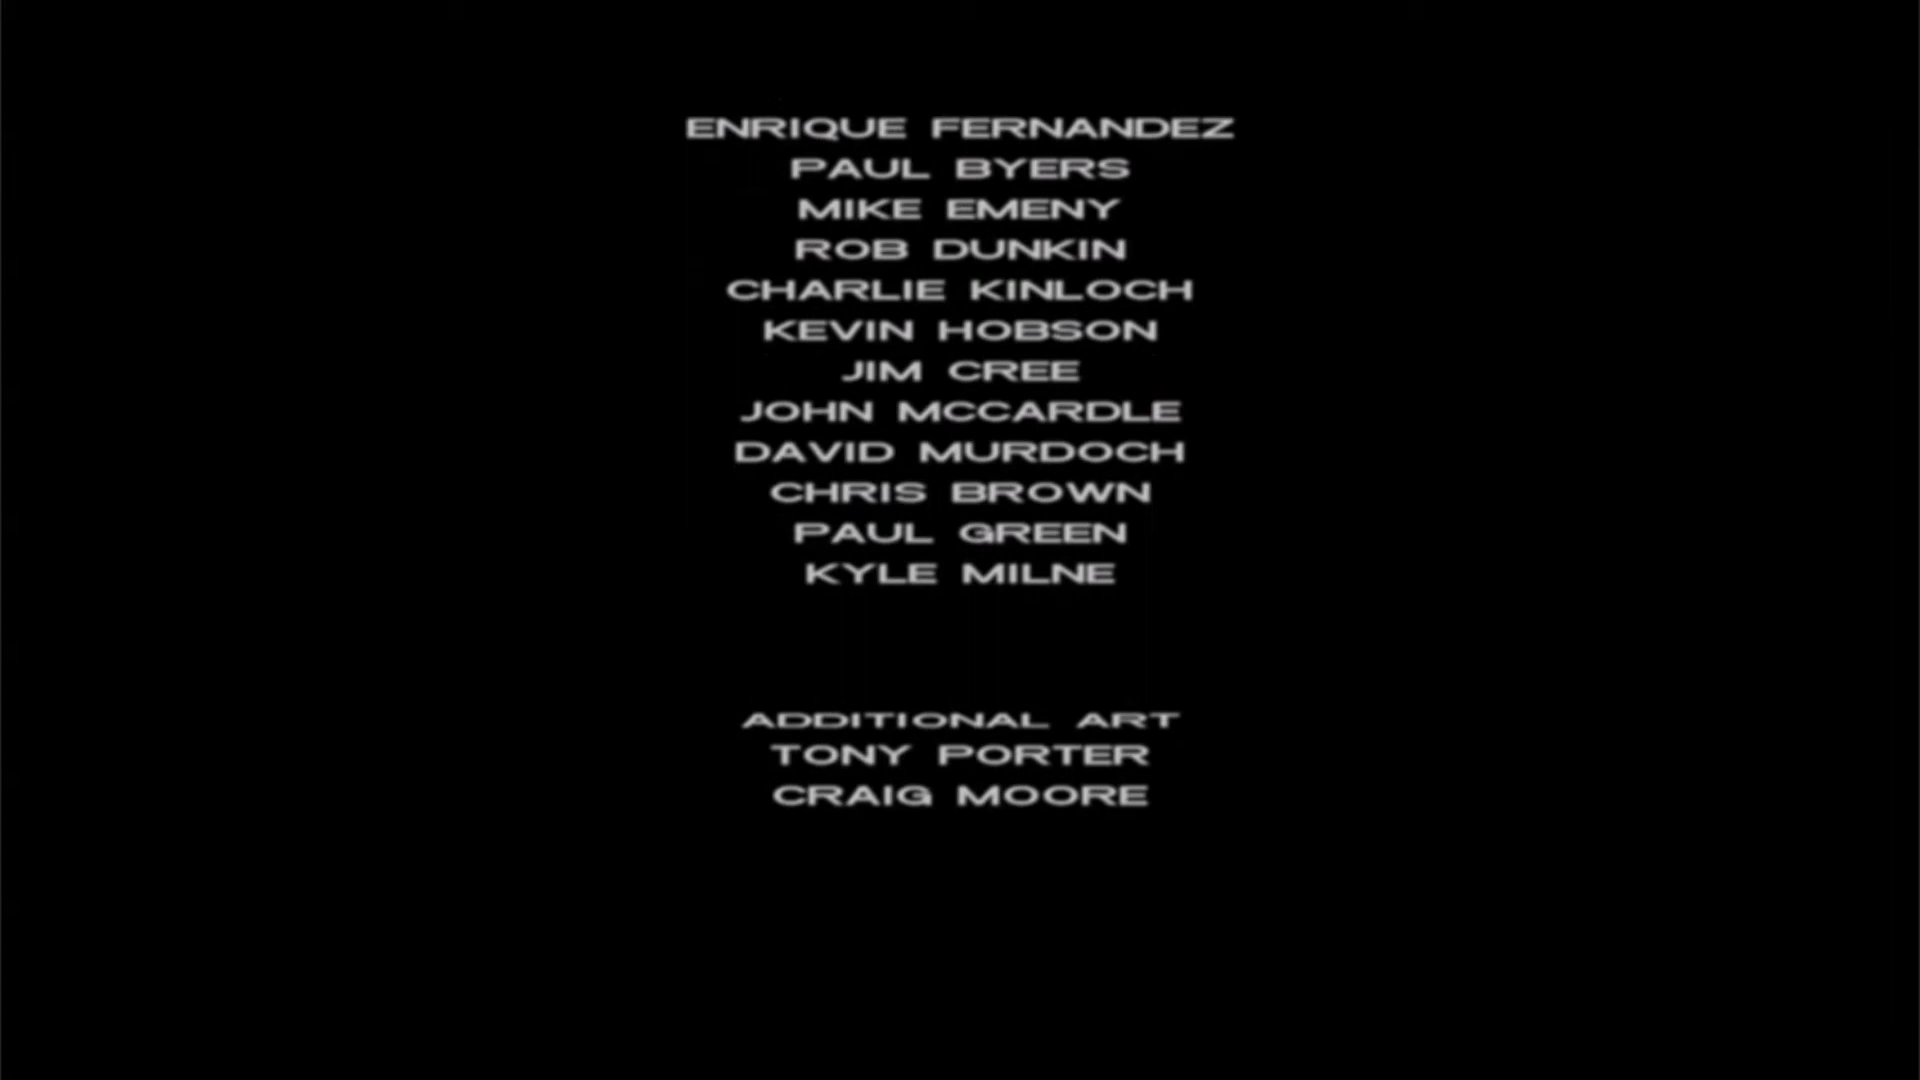 ENRIQUE FERNANDEZ
PAUL BYERS
MIKE EMENY
ROB DUNKIN
CHARLIE KINLOCH
KEVIN HOBSON
JIM CREE
JOHN MCCARDLE
DAVID MURDOCH
CHRIS BROWN
PAUL GREEN
KYLE MILNE
ADDITIONAL ART
TONY PORTER
CRAIG MOORE